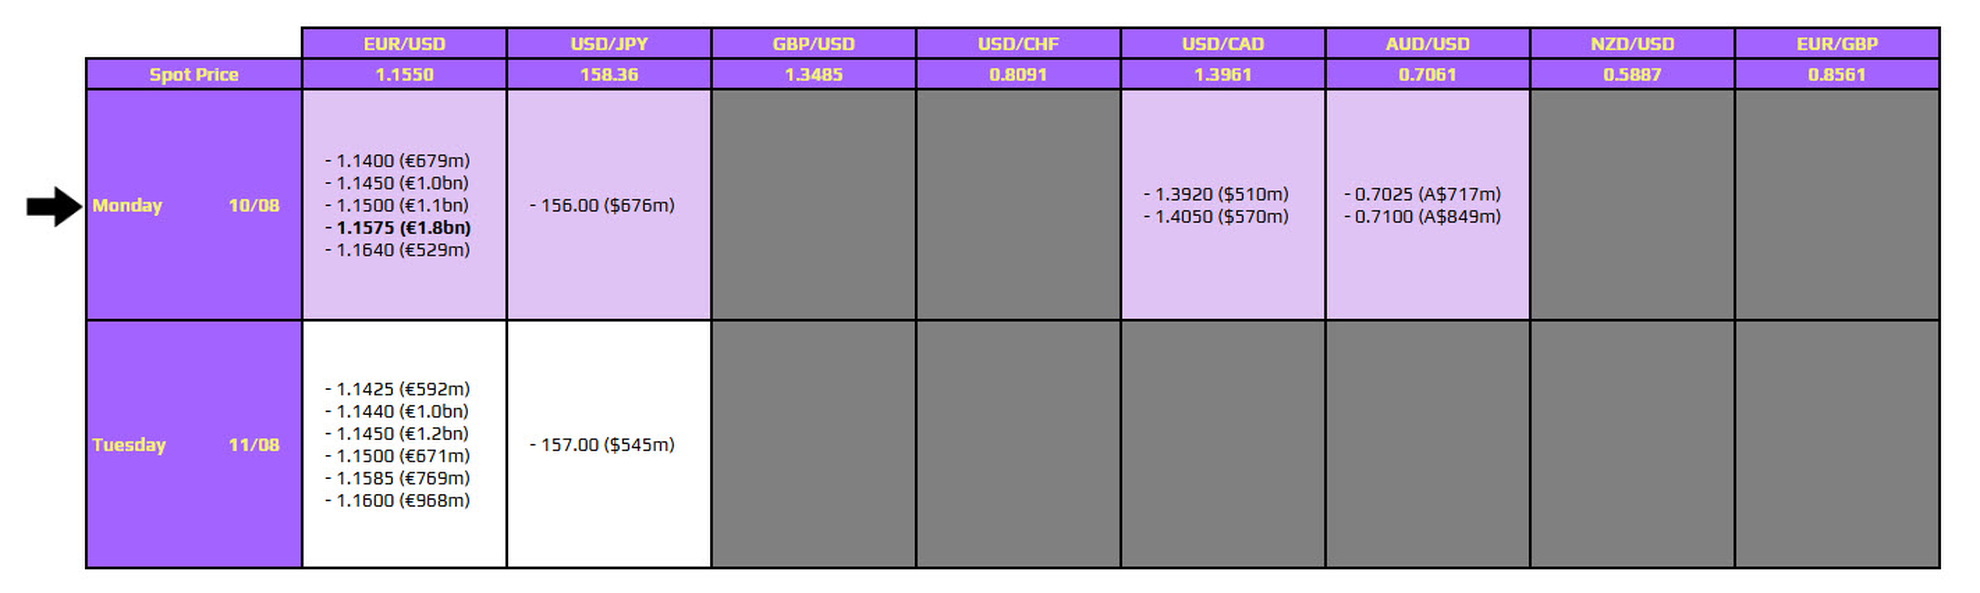 EUR/USD USD/JPY GBP/USD USD/CHF USD/CAD AUD/USD NZD/USD EUR/GBP
Spot Price 1.1550 158.36 1.3485 0.8091 1.3961 0.7061 0.5887 0.8561
Monday 10/08
- 1.1400 (€679m)
- 1.1450 (€1.0bn)
- 1.1500 (€1.1bn)
- 1.1575 (€1.8bn)
- 1.1640 (€529m)
- 156.00 ($676m)
- 1.3920 ($510m)
- 1.4050 ($570m)
- 0.7025 (A$717m)
- 0.7100 (A$849m)
Tuesday 11/08
- 1.1425 (€592m)
- 1.1440 (€1.0bn)
- 1.1450 (€1.2bn)
- 1.1500 (€671m)
- 1.1585 (€769m)
- 1.1600 (€968m)
- 157.00 ($545m)